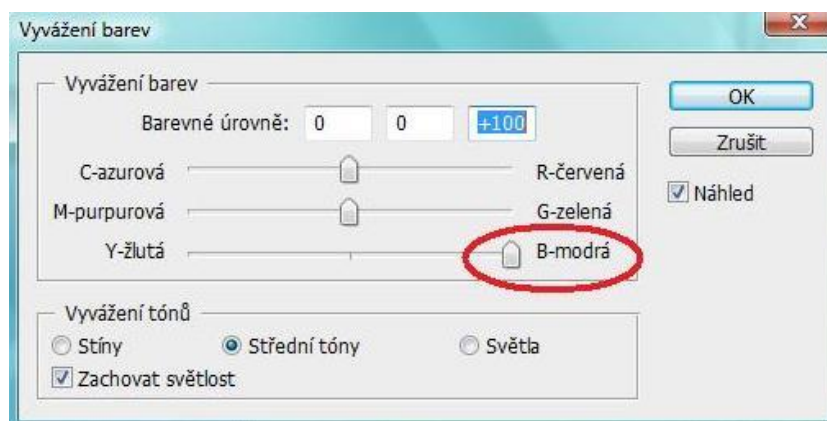 Vyvážení barev
Vyvážení barev
Barevné úrovně: 0 0 +100
C-azurová R-červená
M-purpurová G-zelená
Y-žlutá B-modrá
Vyvážení tónů
Stíny Střední tóny Světla
Zachovat světlost
OK
Zrušit
Náhled